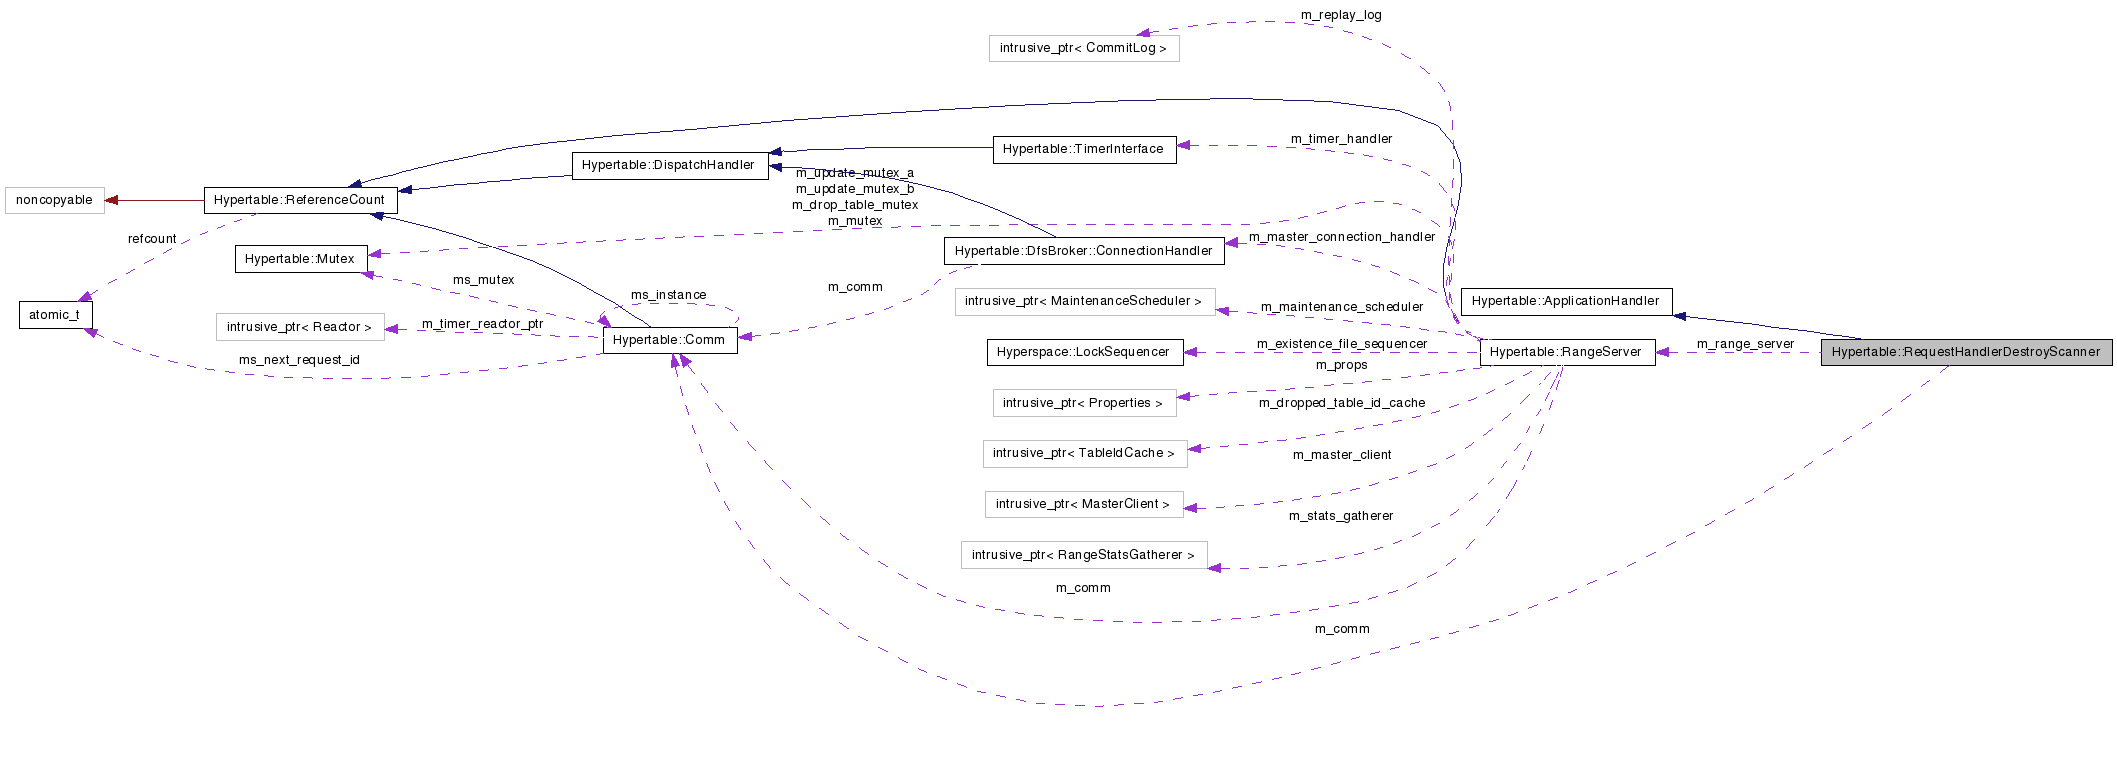 m_replay_log
intrusive_ptr< CommitLog >
m_timer_handler
Hypertable::TimerInterface
Hypertable::DispatchHandler
m_update_mutex_a
m_update_mutex_b
m_drop_table_mutex
m_mutex
noncopyable
Hypertable::ReferenceCount
refcount
m_master_connection_handler
Hypertable::DfsBroker::ConnectionHandler
Hypertable::Mutex
ms_mutex
m_comm
ms_instance
intrusive_ptr< MaintenanceScheduler >
m_maintenance_scheduler
Hypertable::ApplicationHandler
atomic_t
intrusive_ptr< Reactor >
m_timer_reactor_ptr
Hypertable::Comm
ms_next_request_id
Hyperspace::LockSequencer
m_existence_file_sequencer
Hypertable::RangeServer
m_range_server
Hypertable::RequestHandlerDestroyScanner
m_props
intrusive_ptr< Properties >
m_dropped_table_id_cache
intrusive_ptr< TableIdCache >
m_master_client
intrusive_ptr< MasterClient >
m_stats_gatherer
intrusive_ptr< RangeStatsGatherer >
m_comm
m_comm